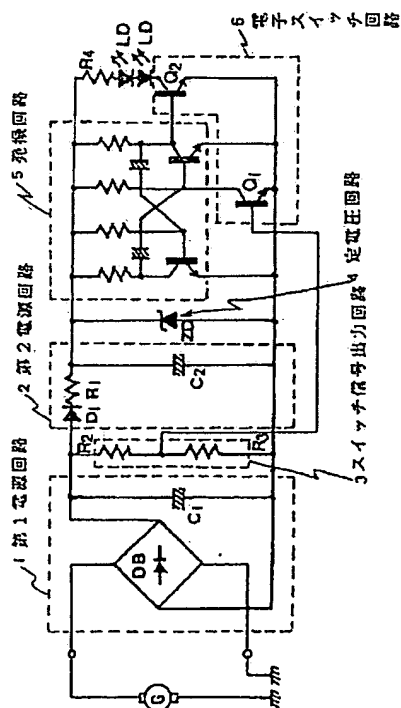 1 第1電源回路
2 第2電源回路
5 発振回路
6 電子スイッチ回路
4 定電圧回路
3 スイッチ信号出力回路
G
DB
C1
R2
R3
D1
R1
C2
ZD
Q1
Q2
R4
LD
LD